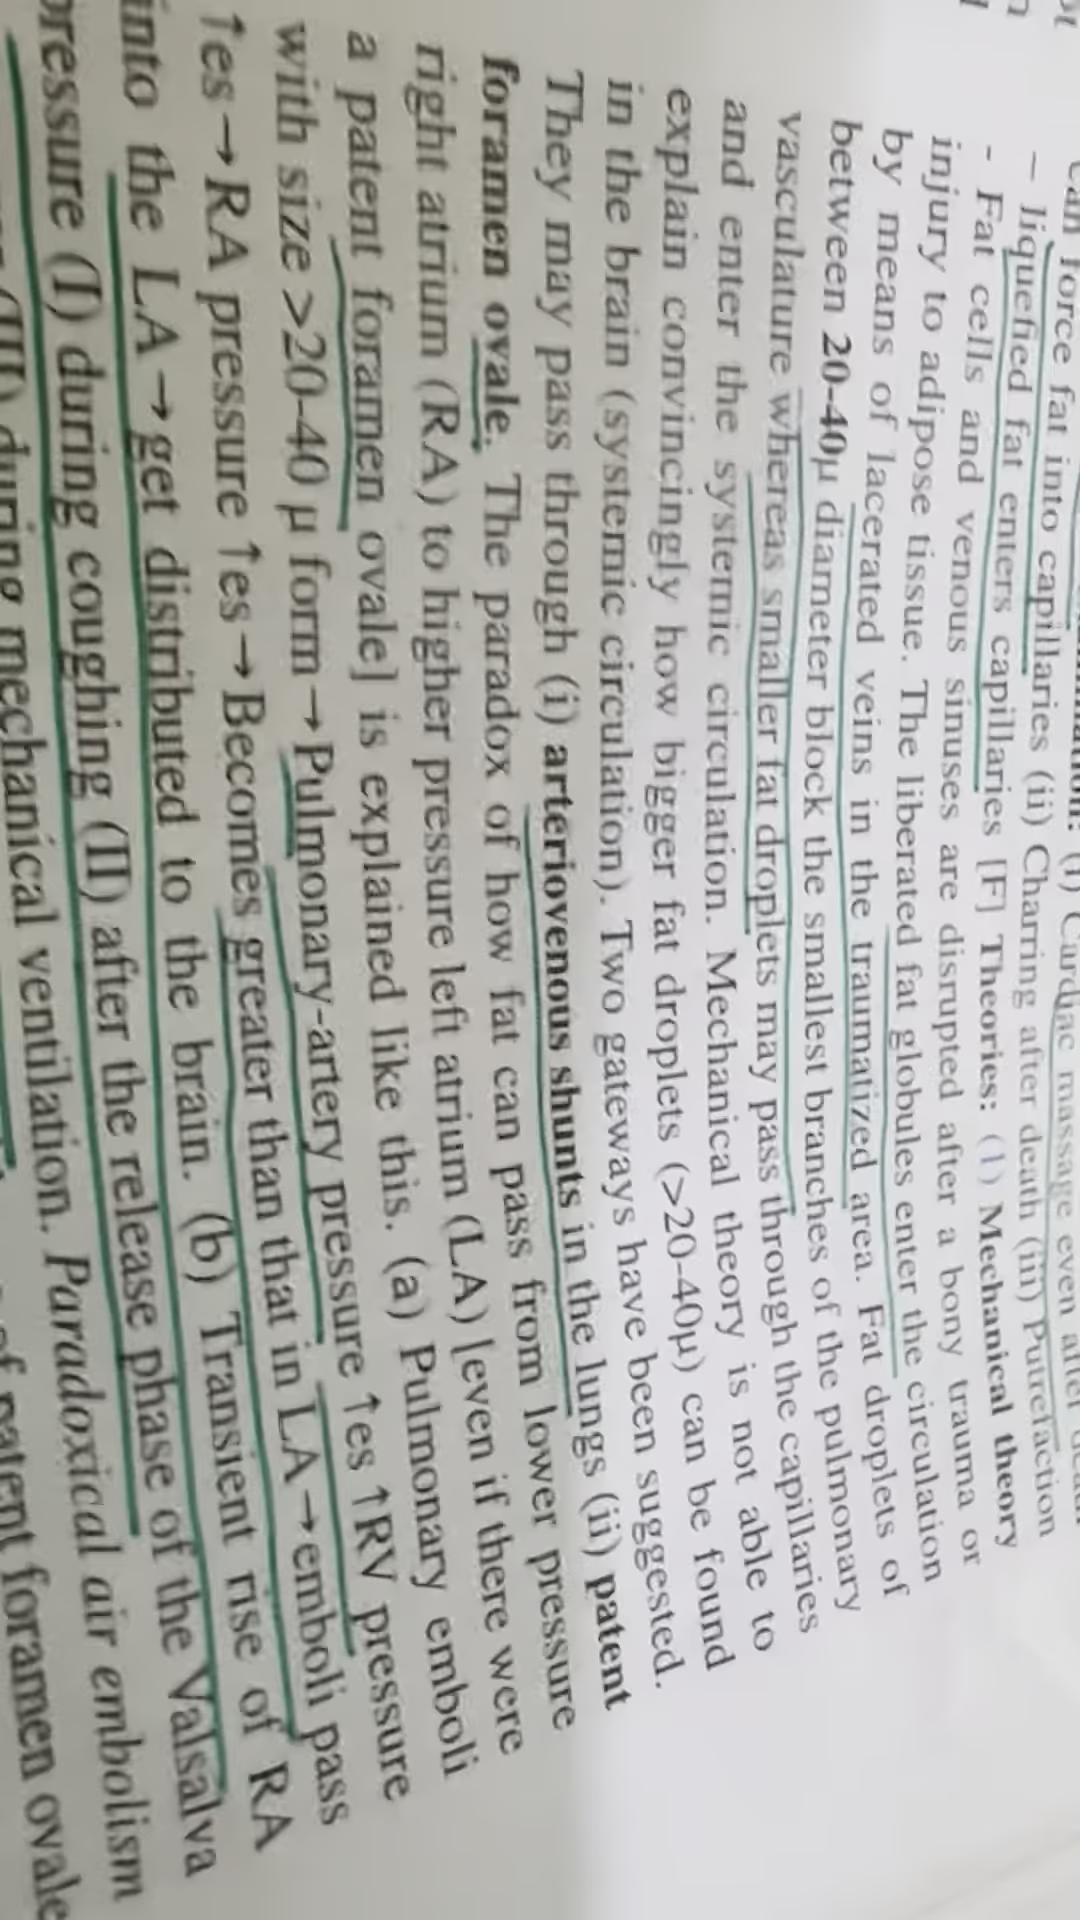 can force fat into capillaries (ii) Charring after death (iii) Putrefaction
– liquefied fat enters capillaries [F] Theories: (1) Mechanical theory
- Fat cells and venous sinuses are disrupted after a bony trauma or
injury to adipose tissue. The liberated fat globules enter the circulation
by means of lacerated veins in the traumatized area. Fat droplets of
between 20-40μ diameter block the smallest branches of the pulmonary
vasculature whereas smaller fat droplets may pass through the capillaries
and enter the systemic circulation. Mechanical theory is not able to
explain convincingly how bigger fat droplets (>20-40μ) can be found
in the brain (systemic circulation). Two gateways have been suggested.
They may pass through (i) arteriovenous shunts in the lungs (ii) patent
foramen ovale. The paradox of how fat can pass from lower pressure
right atrium (RA) to higher pressure left atrium (LA) [even if there were
a patent foramen ovale] is explained like this. (a) Pulmonary emboli
with size >20-40 μ form→Pulmonary-artery pressure ↑es ↑RV pressure
↑es→RA pressure ↑es→Becomes greater than that in LA→emboli pass
into the LA→get distributed to the brain. (b) Transient rise of RA
pressure (I) during coughing (II) after the release phase of the Valsalva
(III) during mechanical ventilation. Paradoxical air embolism
patent foramen ovale